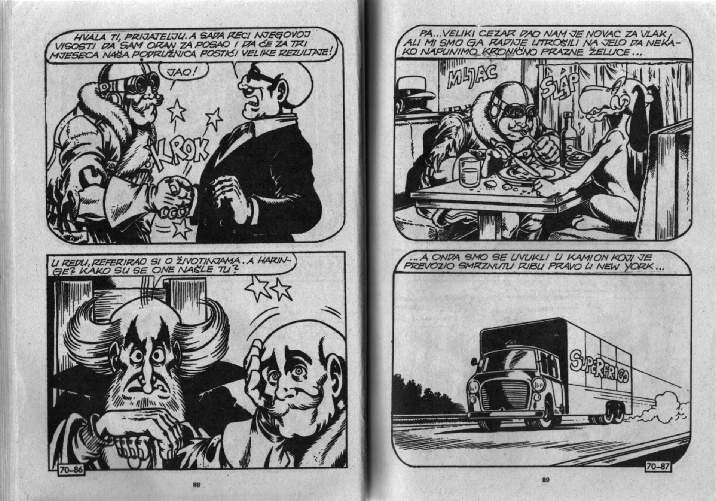 HVALA TI, PRIJATELJU. A SADA RECI NJEGOVOJ
VISOSTI DA SAM ORAN ZA POSAO I DA ĆE ZA TRI
MJESECA NAŠA PODRUŽNICA POSTIĆI VELIKE REZULTATE!
JAO!
KROK
U REDU, REFERIRAO SI O ŽIVOTINJAMA...A HARIN-
GE? KAKO SU SE ONE NAŠLE TU?
70-86
88
PA...VELIKI CEZAR DAO NAM JE NOVAC ZA VLAK,
ALI MI SMO GA RADIJE UTROŠILI NA JELO DA NEKA-
KO NAPUNIMO KRONIČNO PRAZNE ŽELUCE...
MLJAC
ŠLAP
...A ONDA SMO SE UVUKLI U KAMION KOJI JE
PREVOZIO SMRZNUTU RIBU PRAVO U NEW YORK...
SUPERFRIGO
70-87
89